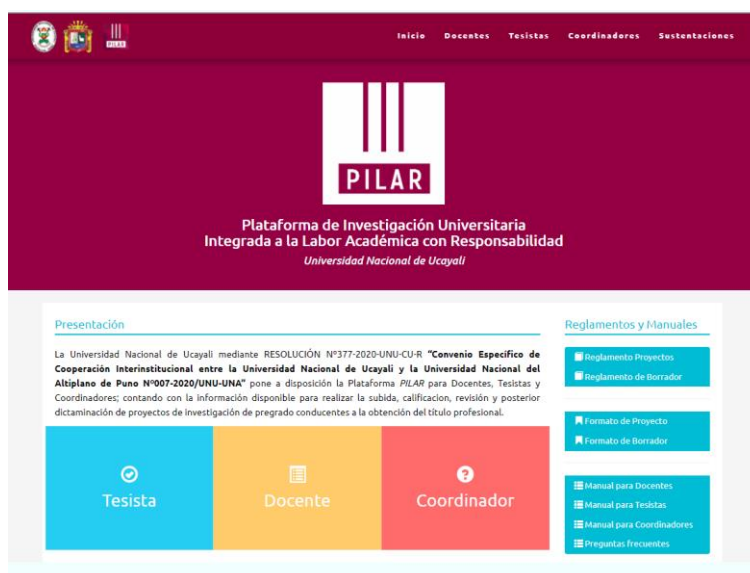 PILAR
Inicio Docentes Tesistas Coordinadores Sustentaciones
PILAR
Plataforma de Investigación Universitaria
Integrada a la Labor Académica con Responsabilidad
Universidad Nacional de Ucayali
Presentación
La Universidad Nacional de Ucayali mediante RESOLUCIÓN Nº377-2020-UNU-CU-R "Convenio Especifico de
Cooperación Interinstitucional entre la Universidad Nacional de Ucayali y la Universidad Nacional del
Altiplano de Puno Nº007-2020/UNU-UNA" pone a disposición la Plataforma PILAR para Docentes, Tesistas y
Coordinadores; contando con la información disponible para realizar la subida, calificacion, revisión y posterior
dictaminación de proyectos de investigación de pregrado conducentes a la obtención del título profesional.
Tesista
Docente
Coordinador
Reglamentos y Manuales
Reglamento Proyectos
Reglamento de Borrador
Formato de Proyecto
Formato de Borrador
Manual para Docentes
Manual para Tesistas
Manual para Coordinadores
Preguntas frecuentes